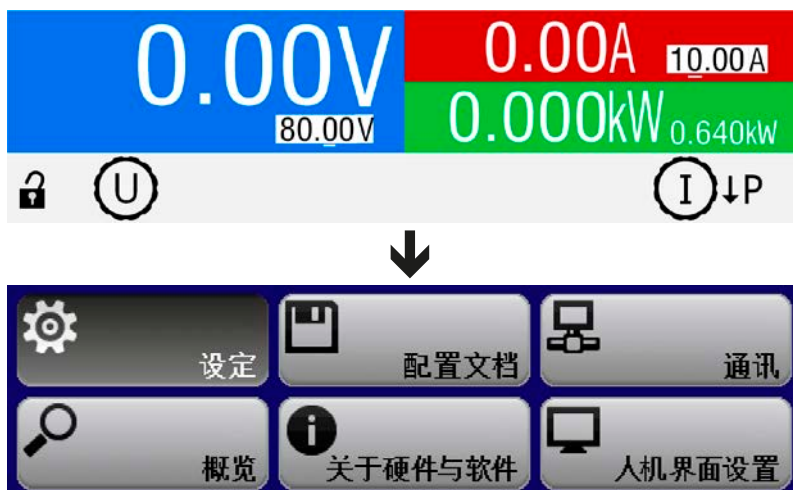 0.00V
80.00V
0.00A 10.00A
0.000kW 0.640kW
U
I ↓P
设定
配置文档
通讯
概览
关于硬件与软件
人机界面设置